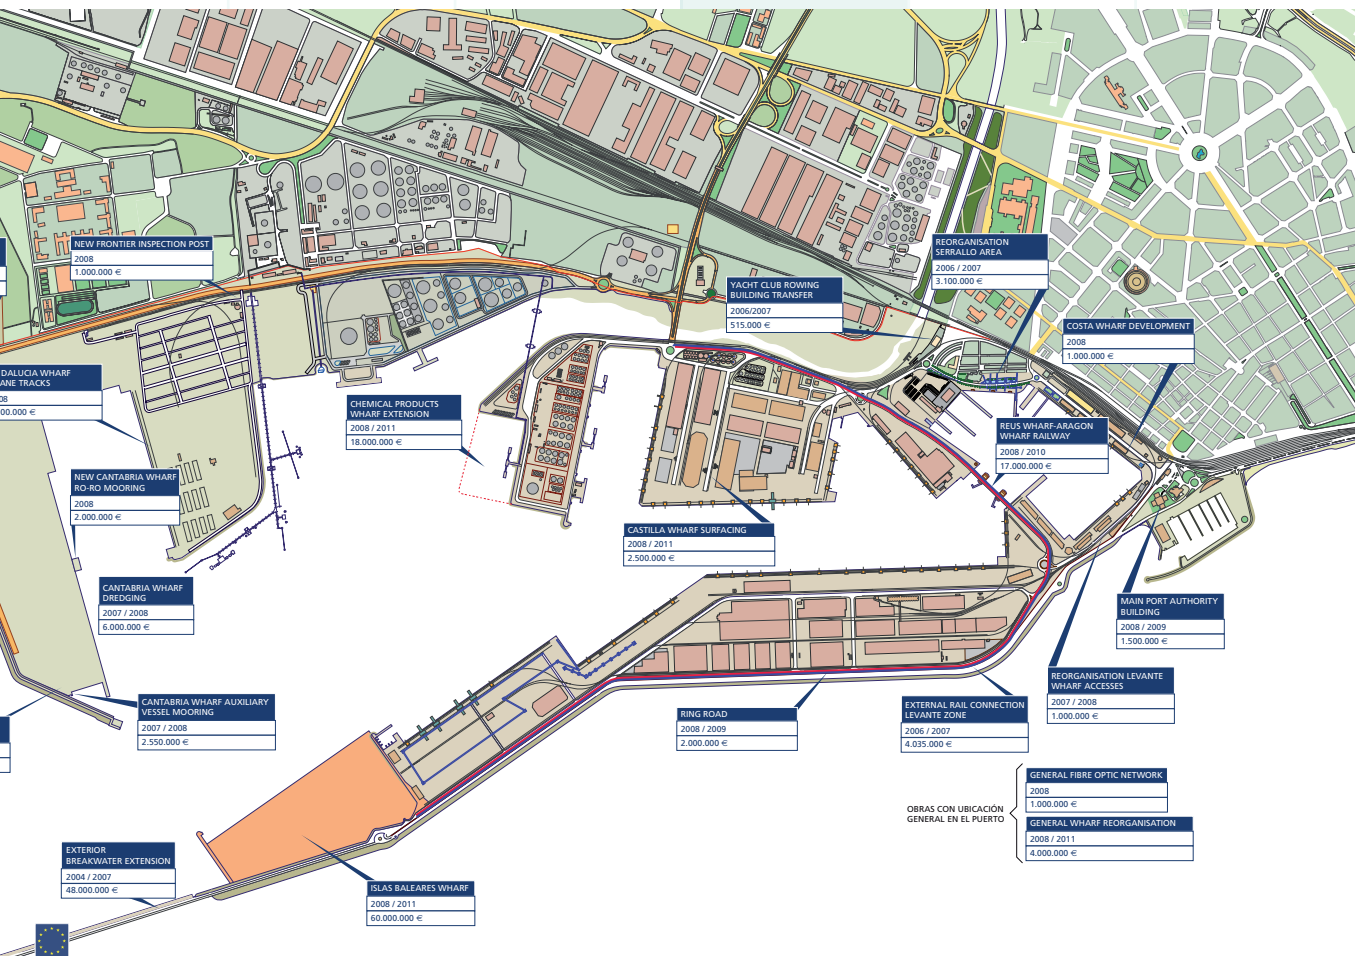 NEW FRONTIER INSPECTION POST
2008
1.000.000 €
REORGANISATION
SERRALLO AREA
2006 / 2007
3.100.000 €
YACHT CLUB ROWING
BUILDING TRANSFER
2006/2007
515.000 €
COSTA WHARF DEVELOPMENT
2008
1.000.000 €
DALUCIA WHARF
ANE TRACKS
08
00.000 €
CHEMICAL PRODUCTS
WHARF EXTENSION
2008 / 2011
18.000.000 €
REUS WHARF-ARAGON
WHARF RAILWAY
2008 / 2010
17.000.000 €
NEW CANTABRIA WHARF
RO-RO MOORING
2008
2.000.000 €
CASTILLA WHARF SURFACING
2008 / 2011
2.500.000 €
CANTABRIA WHARF
DREDGING
2007 / 2008
6.000.000 €
MAIN PORT AUTHORITY
BUILDING
2008 / 2009
1.500.000 €
REORGANISATION LEVANTE
WHARF ACCESSES
2007 / 2008
1.000.000 €
CANTABRIA WHARF AUXILIARY
VESSEL MOORING
2007 / 2008
2.550.000 €
RING ROAD
2008 / 2009
2.000.000 €
EXTERNAL RAIL CONNECTION
LEVANTE ZONE
2006 / 2007
4.035.000 €
OBRAS CON UBICACIÓN
GENERAL EN EL PUERTO
GENERAL FIBRE OPTIC NETWORK
2008
1.000.000 €
GENERAL WHARF REORGANISATION
2008 / 2011
4.000.000 €
EXTERIOR
BREAKWATER EXTENSION
2004 / 2007
48.000.000 €
ISLAS BALEARES WHARF
2008 / 2011
60.000.000 €